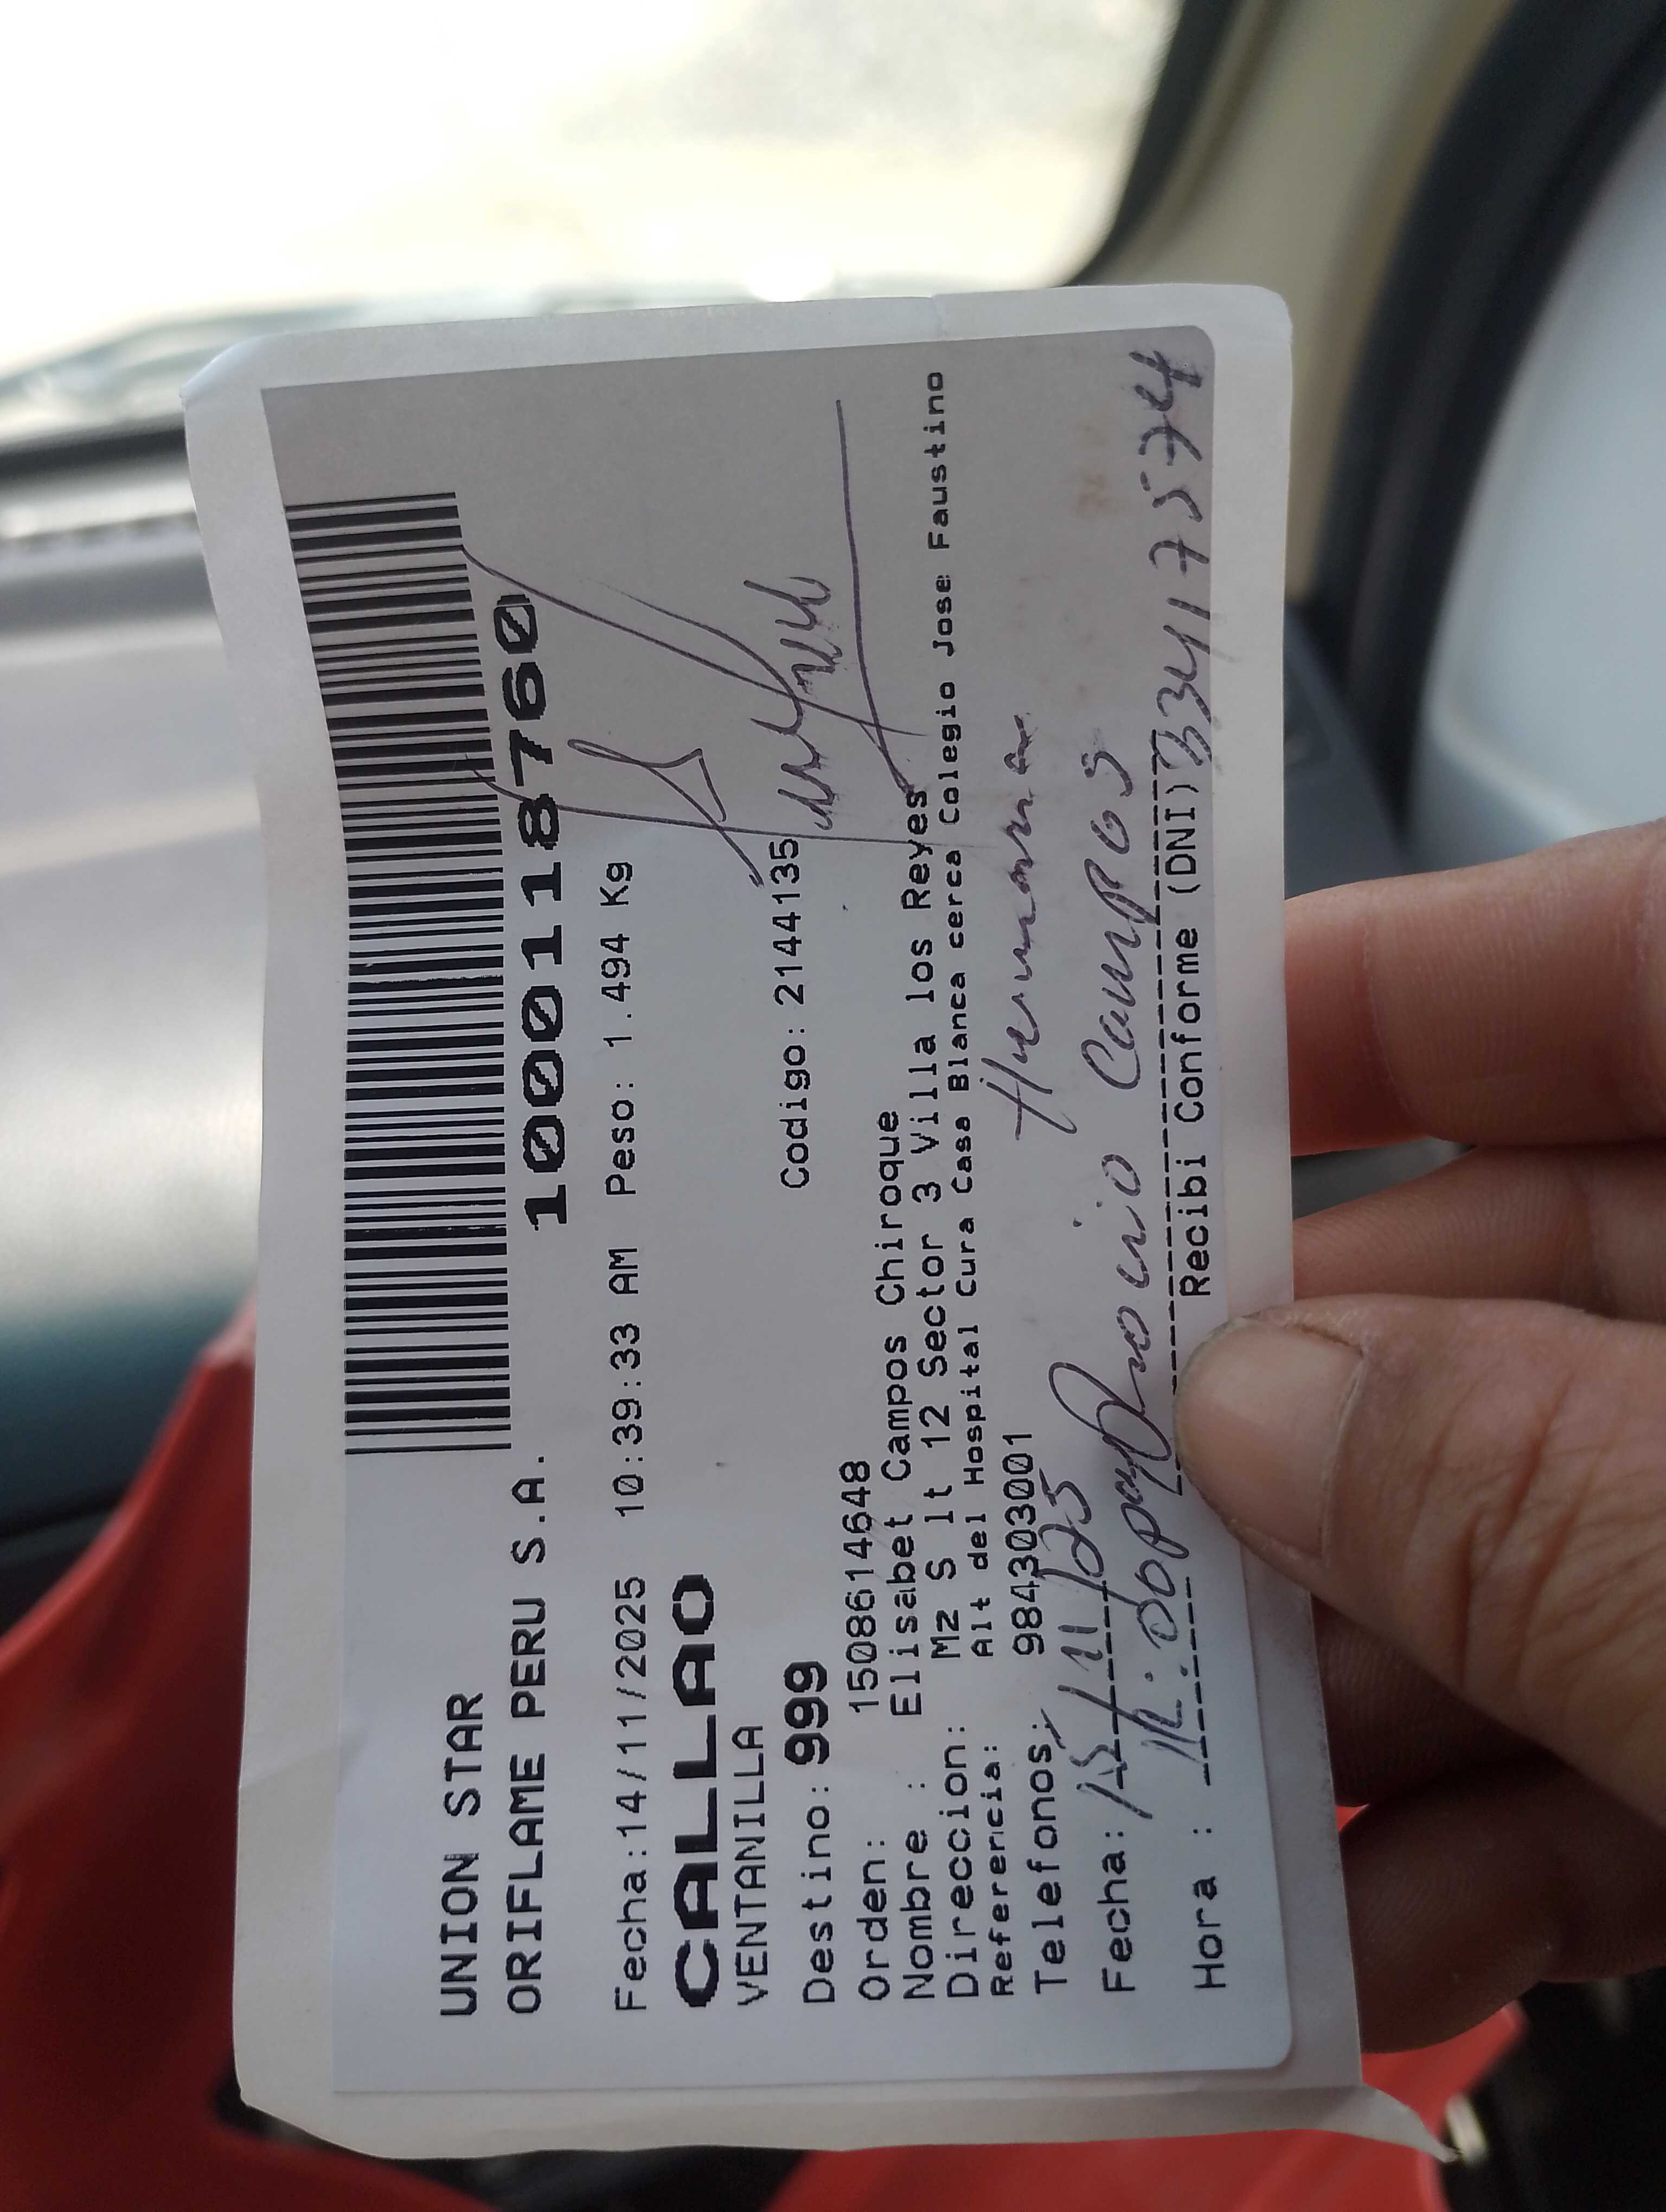 UNION STAR
ORIFLAME PERU S.A.
1000118760
Fecha:14/11/2025 10:39:33 AM Peso: 1.494 Kg
CALLAO
VENTANILLA
Destino: 999
Codigo: 2144135
Orden: 1508614648
Nombre : Elisabet Campos Chiroque
Direccion: Mz S lt 12 Sector 3 Villa los Reyes
Referencia: Alt del Hospital Cura Casa Blanca cerca Colegio Jose Faustino
Telefonos: 984303001
Hermana
Fecha: 15/11/25
Campos
Hora :
Recibi Conforme (DNI)